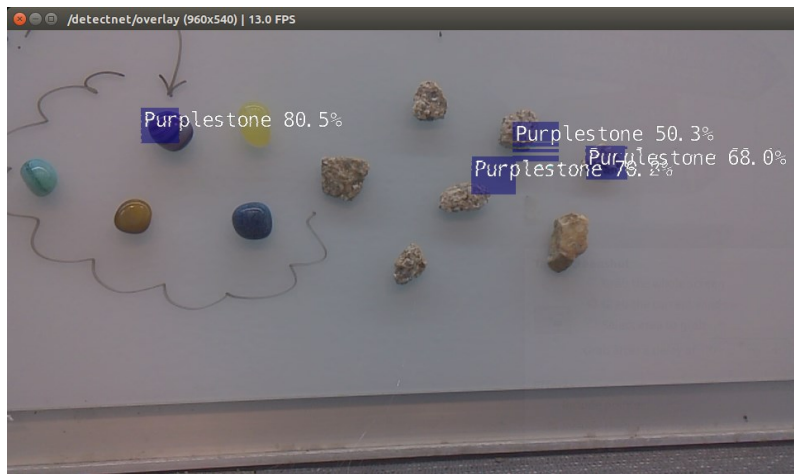 /detectnet/overlay (960x540) | 13.0 FPS
Purplestone 80.5%
Purplestone 50.3%
Purplestone 68.0%
Purplestone